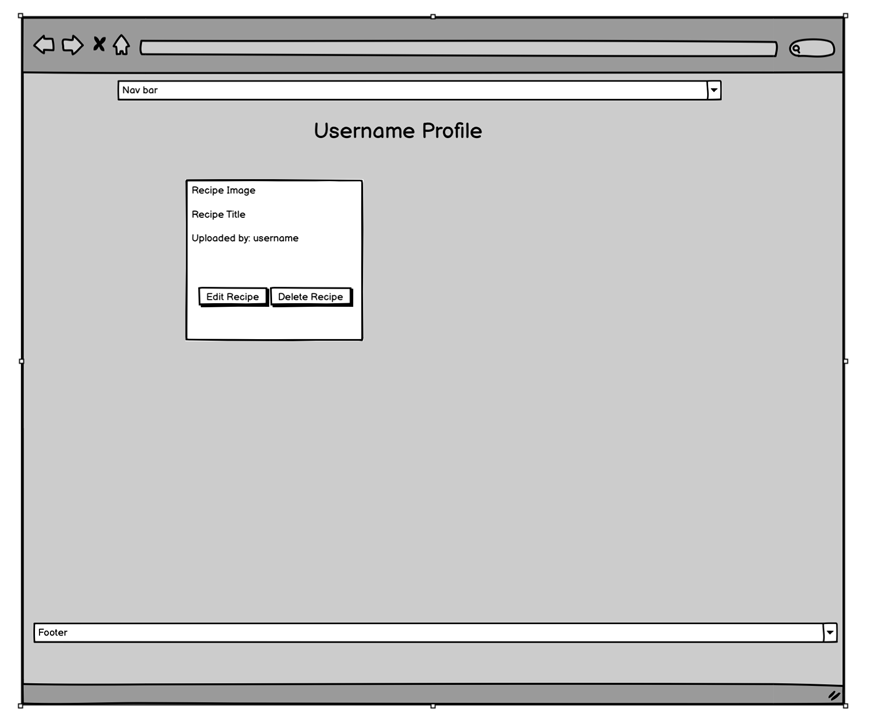 Nav bar
Username Profile
Recipe Image
Recipe Title
Uploaded by: username
Edit Recipe Delete Recipe
Footer